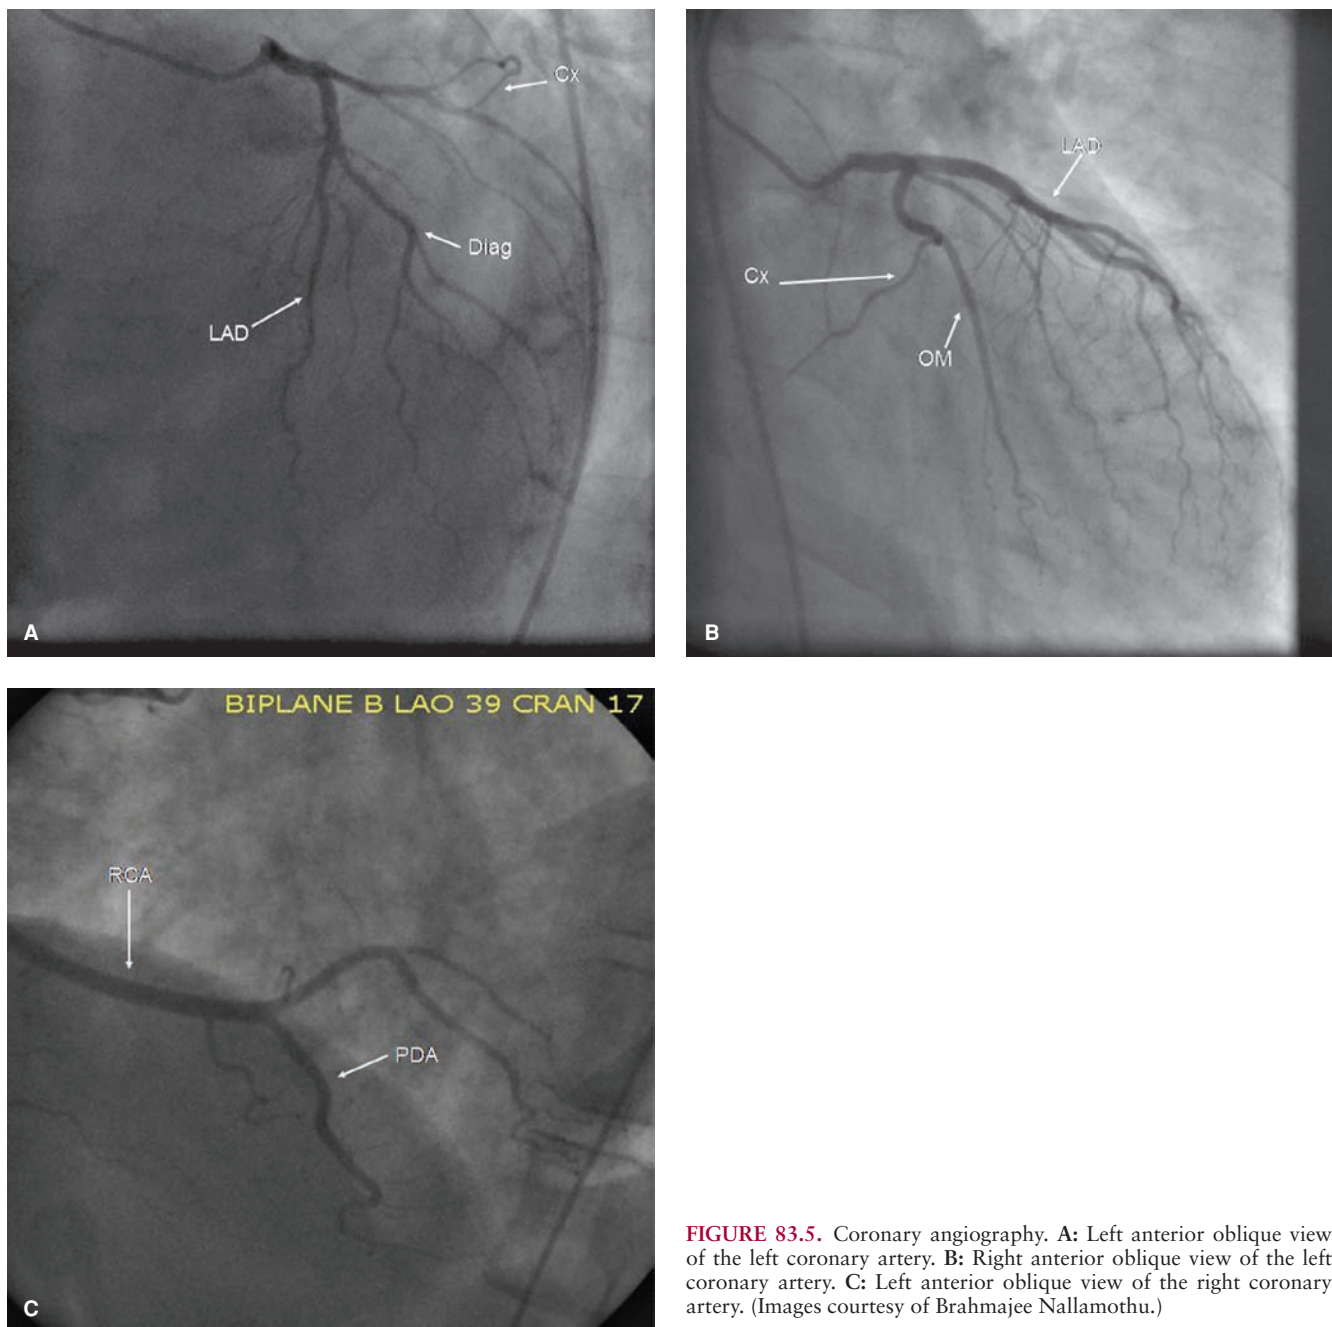 Cx
Diag
LAD
A
LAD
Cx
OM
B
BIPLANE B LAO 39 CRAN 17
RCA
PDA
C
FIGURE 83.5. Coronary angiography. A: Left anterior oblique view
of the left coronary artery. B: Right anterior oblique view of the left
coronary artery. C: Left anterior oblique view of the right coronary
artery. (Images courtesy of Brahmajee Nallamothu.)